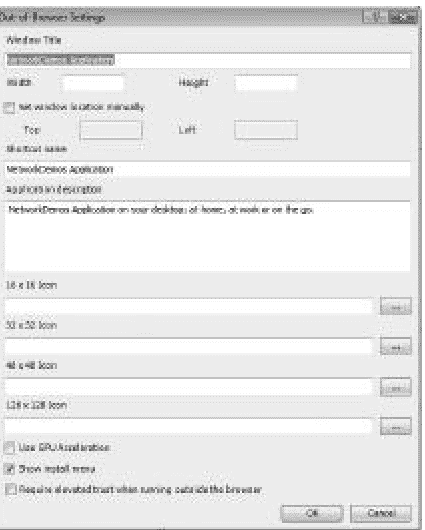 Out-of-Browser Settings
Window Title
NetworkDemos Application
Width
Height
Set window location manually
Top
Left
Shortcut name
NetworkDemos Application
Application description
NetworkDemos Application on your desktop; at home, at work or on the go.
16 x 16 Icon
...
32 x 32 Icon
...
48 x 48 Icon
...
128 x 128 Icon
...
Use GPU Acceleration
Show install menu
Require elevated trust when running outside the browser
OK
Cancel